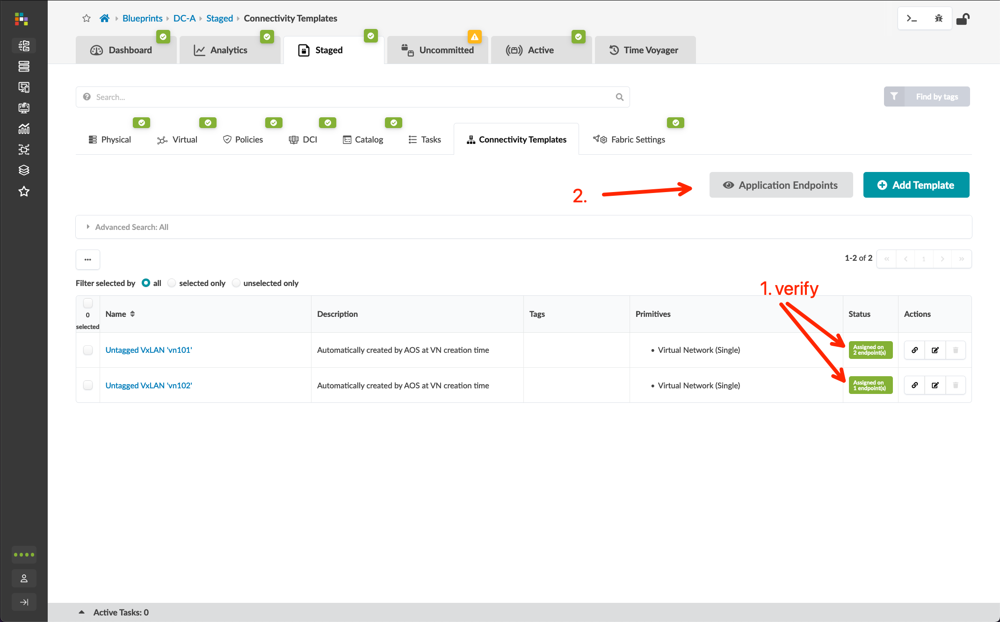 Blueprints DC-A Staged Connectivity Templates
Dashboard Analytics Staged Uncommitted Active Time Voyager
Search... Find by tags
Physical Virtual Policies DCI Catalog Tasks Connectivity Templates Fabric Settings
2. Application Endpoints Add Template
Advanced Search: All
1-2 of 2 « ‹ 1 › »
Filter selected by all selected only unselected only
1. verify
0 selected Name Description Tags Primitives Status Actions
Untagged VxLAN 'vn101' Automatically created by AOS at VN creation time • Virtual Network (Single) Assigned on 2 endpoint(s)
Untagged VxLAN 'vn102' Automatically created by AOS at VN creation time • Virtual Network (Single) Assigned on 1 endpoint(s)
Active Tasks: 0